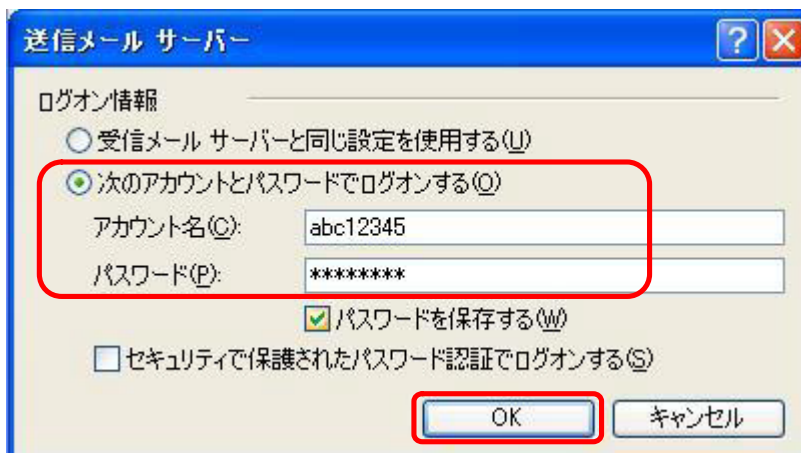 送信メール サーバー
ログオン情報
受信メール サーバーと同じ設定を使用する(U)
次のアカウントとパスワードでログオンする(O)
アカウント名(C): abc12345
パスワード(P): ********
パスワードを保存する(W)
セキュリティで保護されたパスワード認証でログオンする(S)
OK キャンセル